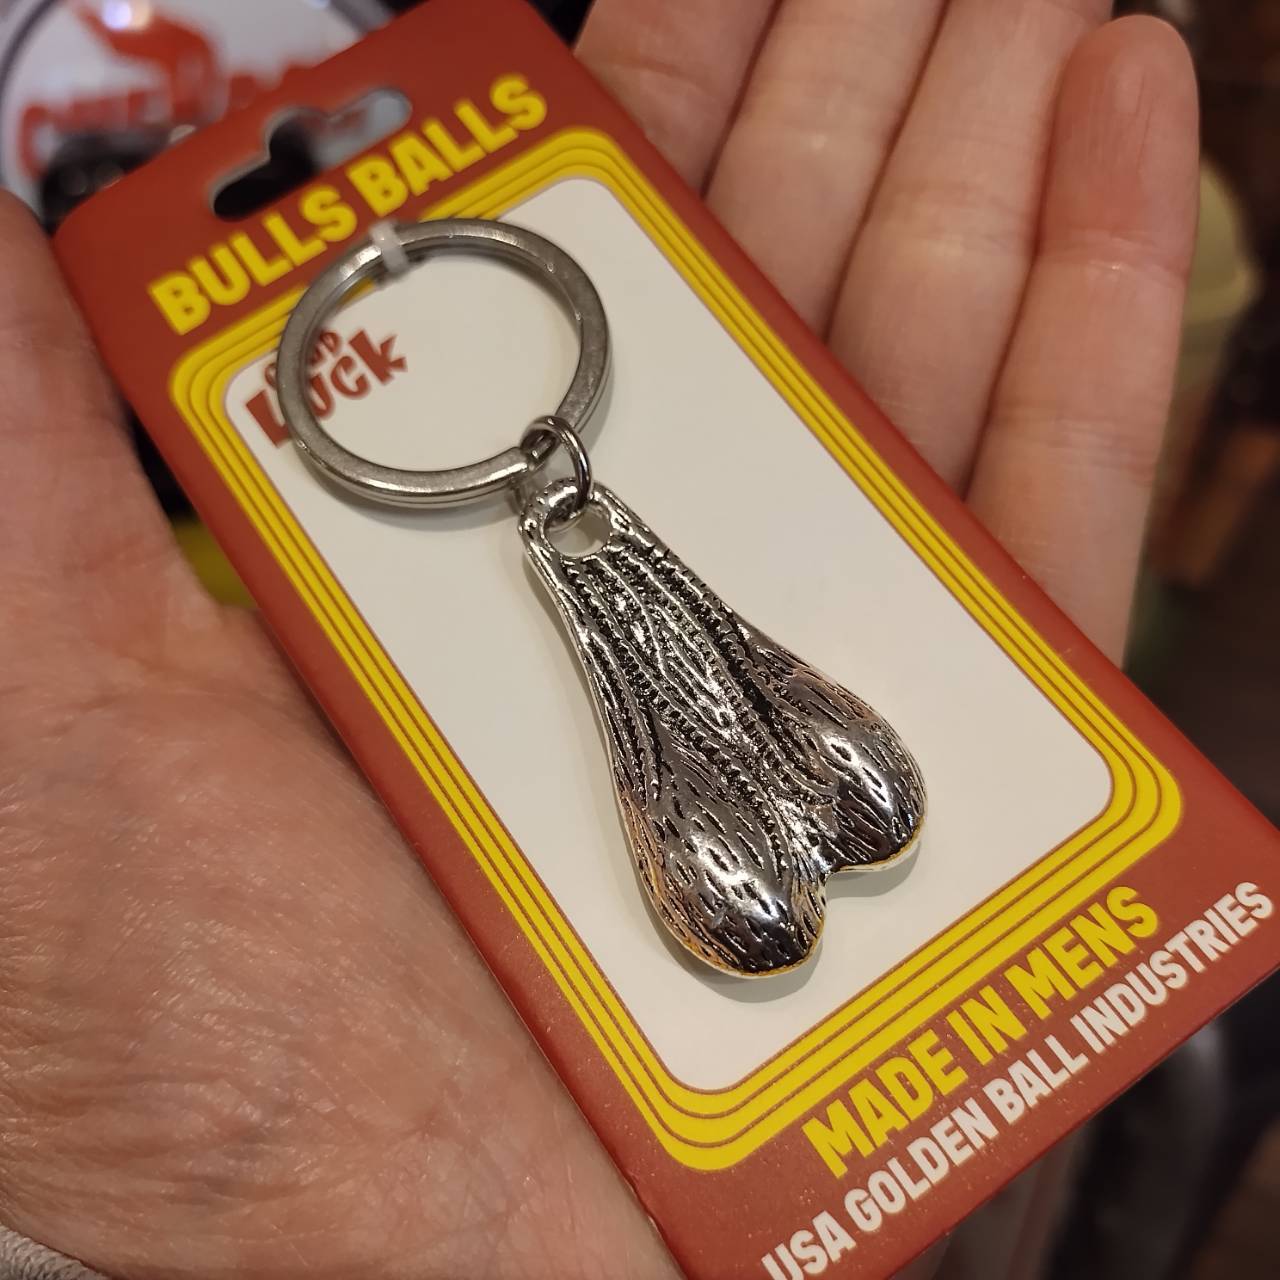 BULLS BALLS
Luck
MADE IN MENS
USA GOLDEN BALL INDUSTRIES